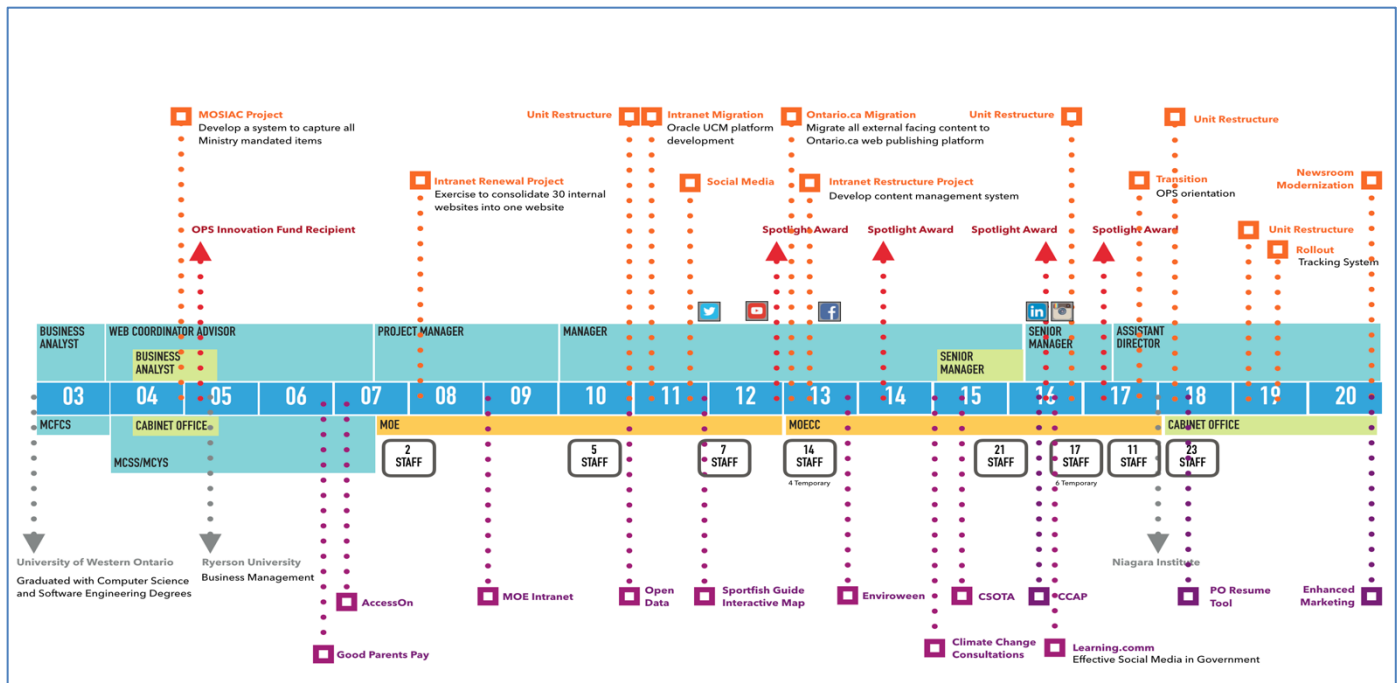 MOSIAC Project
Develop a system to capture all
Ministry mandated items
Unit Restructure
Intranet Migration
Oracle UCM platform
development
Ontario.ca Migration
Migrate all external facing content to
Ontario.ca web publishing platform
Unit Restructure
Unit Restructure
Intranet Renewal Project
Exercise to consolidate 30 internal
websites into one website
Social Media
Intranet Restructure Project
Develop content management system
Transition
OPS orientation
Newsroom
Modernization
OPS Innovation Fund Recipient
Spotlight Award
Spotlight Award
Spotlight Award
Spotlight Award
Unit Restructure
Rollout
Tracking System
in
BUSINESS
ANALYST
WEB COORDINATOR ADVISOR
BUSINESS
ANALYST
PROJECT MANAGER
MANAGER
SENIOR
MANAGER
SENIOR
MANAGER
ASSISTANT
DIRECTOR
03 04 05 06 07 08 09 10 11 12 13 14 15 16 17 18 19 20
MCFCS
CABINET OFFICE
MCSS/MCYS
MOE
MOECC
CABINET OFFICE
2
STAFF
5
STAFF
7
STAFF
14
STAFF
4 Temporary
21
STAFF
17
STAFF
6 Temporary
11
STAFF
23
STAFF
University of Western Ontario
Graduated with Computer Science
and Software Engineering Degrees
Ryerson University
Business Management
Niagara Institute
AccessOn
MOE Intranet
Open
Data
Sportfish Guide
Interactive Map
Enviroween
CSOTA
CCAP
PO Resume
Tool
Enhanced
Marketing
Good Parents Pay
Climate Change
Consultations
Learning.comm
Effective Social Media in Government